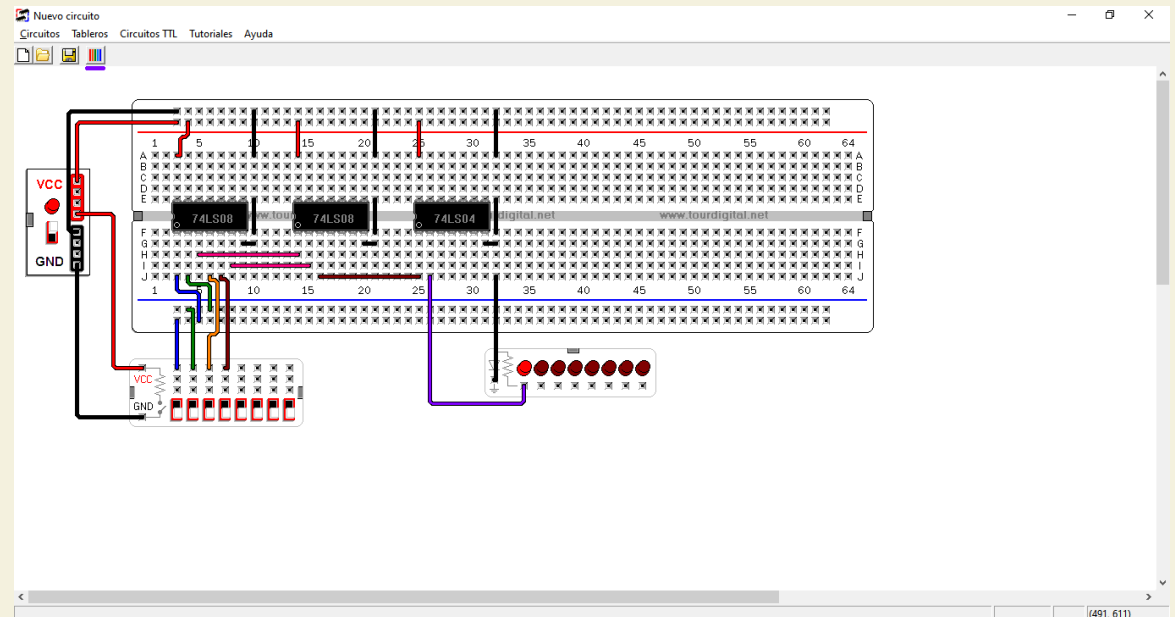 Nuevo circuito
Circuitos Tableros Circuitos TTL Tutoriales Ayuda
1 5 10 15 20 25 30 35 40 45 50 55 60 64
A A
B B
C C
D D
E E
VCC
74LS08 74LS08 74LS04
www.tourdigital.net
F F
G G
H H
I I
J J
GND
1 5 10 15 20 25 30 35 40 45 50 55 60 64
VCC
GND
(491, 611)